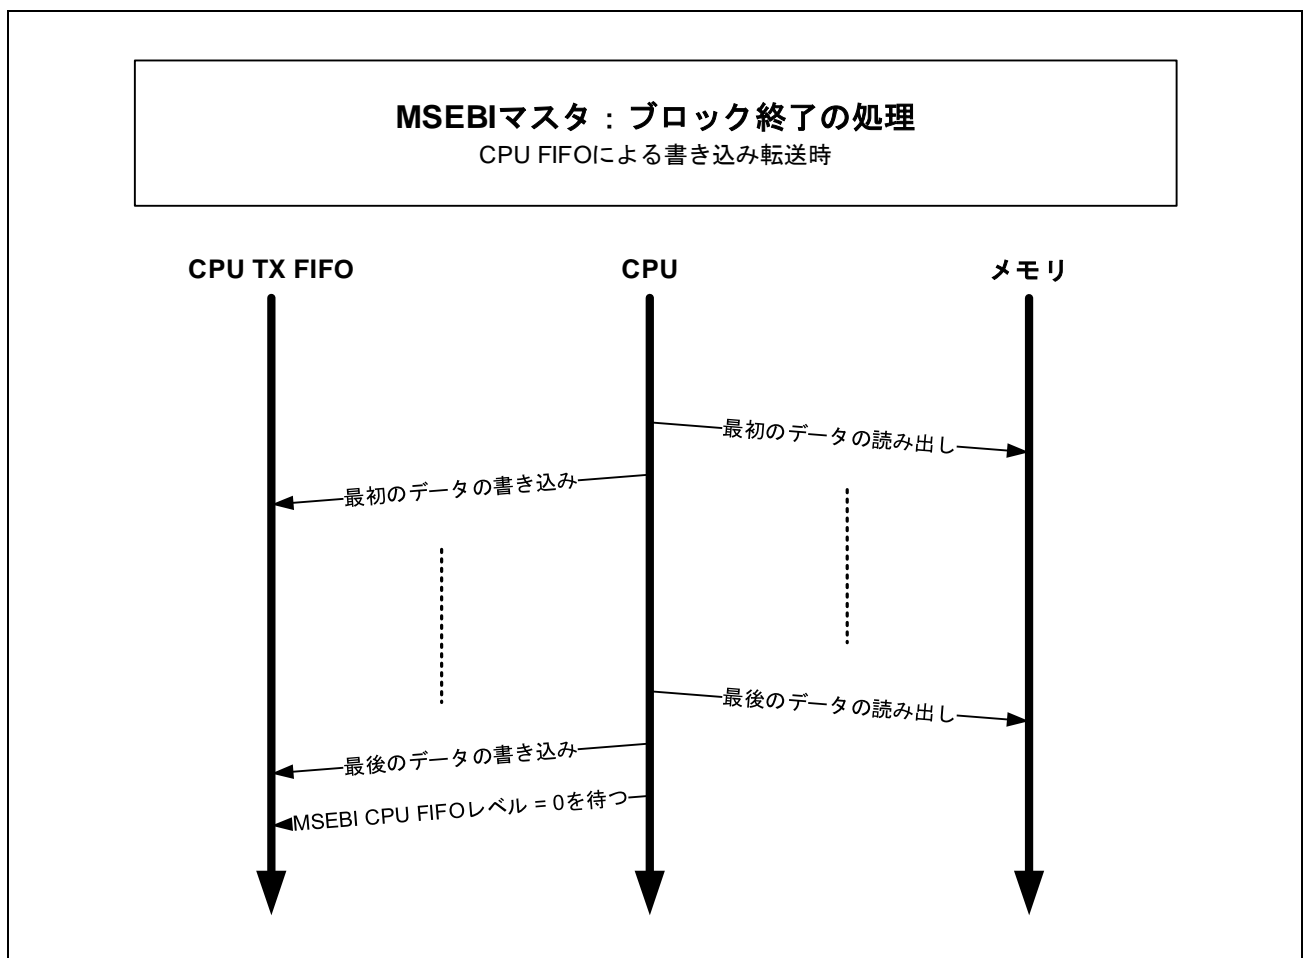 MSEBIマスタ：ブロック終了の処理
CPU FIFOによる書き込み転送時
CPU TX FIFO
CPU
メモリ
最初のデータの読み出し
最初のデータの書き込み
最後のデータの読み出し
最後のデータの書き込み
MSEBI CPU FIFOレベル = 0を待つ